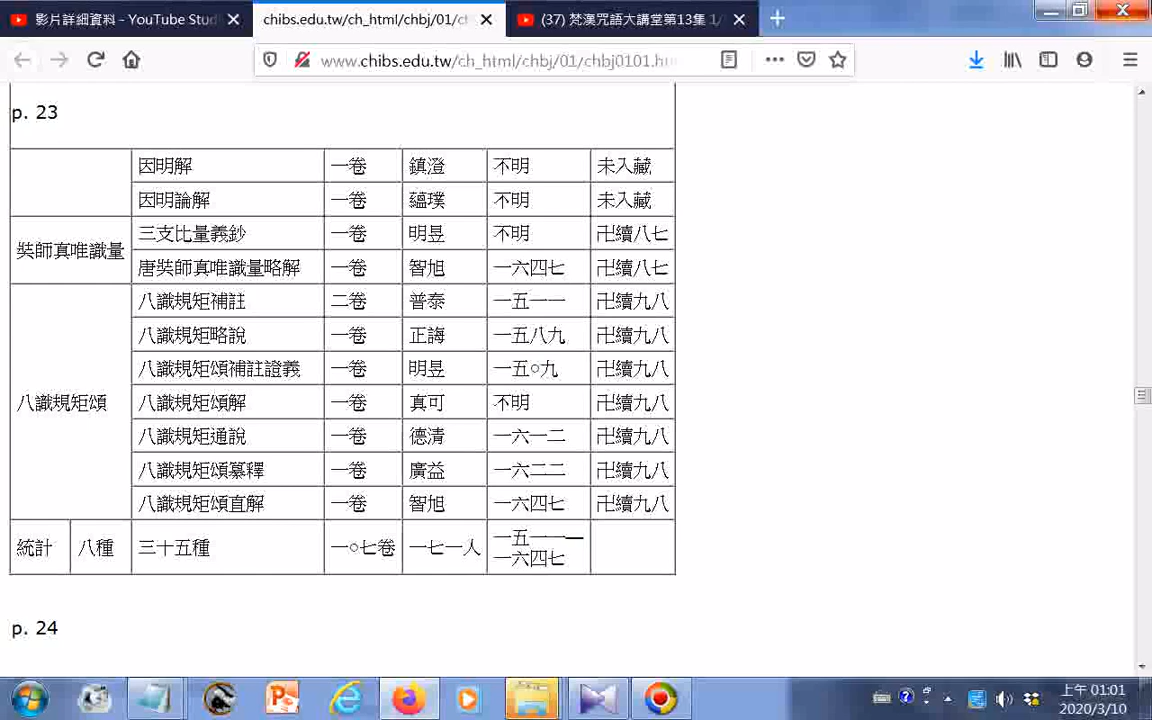 影片詳細資料 - YouTube Stud
chibs.edu.tw/ch_html/chbj/01/ch
(37) 梵漢咒語大講堂第13集 1/
www.chibs.edu.tw/ch_html/chbj/01/chbj0101.h
p. 23
因明解 一卷 鎮澄 不明 未入藏
因明論解 一卷 蘊璞 不明 未入藏
奘師真唯識量 三支比量義鈔 一卷 明昱 不明 卍續八七
唐奘師真唯識量略解 一卷 智旭 一六四七 卍續八七
八識規矩補註 二卷 普泰 一五一一 卍續九八
八識規矩略說 一卷 正誨 一五八九 卍續九八
八識規矩頌補註證義 一卷 明昱 一五○九 卍續九八
八識規矩頌 八識規矩頌解 一卷 真可 不明 卍續九八
八識規矩通說 一卷 德清 一六一二 卍續九八
八識規矩頌纂釋 一卷 廣益 一六二二 卍續九八
八識規矩頌直解 一卷 智旭 一六四七 卍續九八
統計 八種 三十五種 一○七卷 一七一人 一五一一—
一六四七
p. 24
上午 01:01
2020/3/10